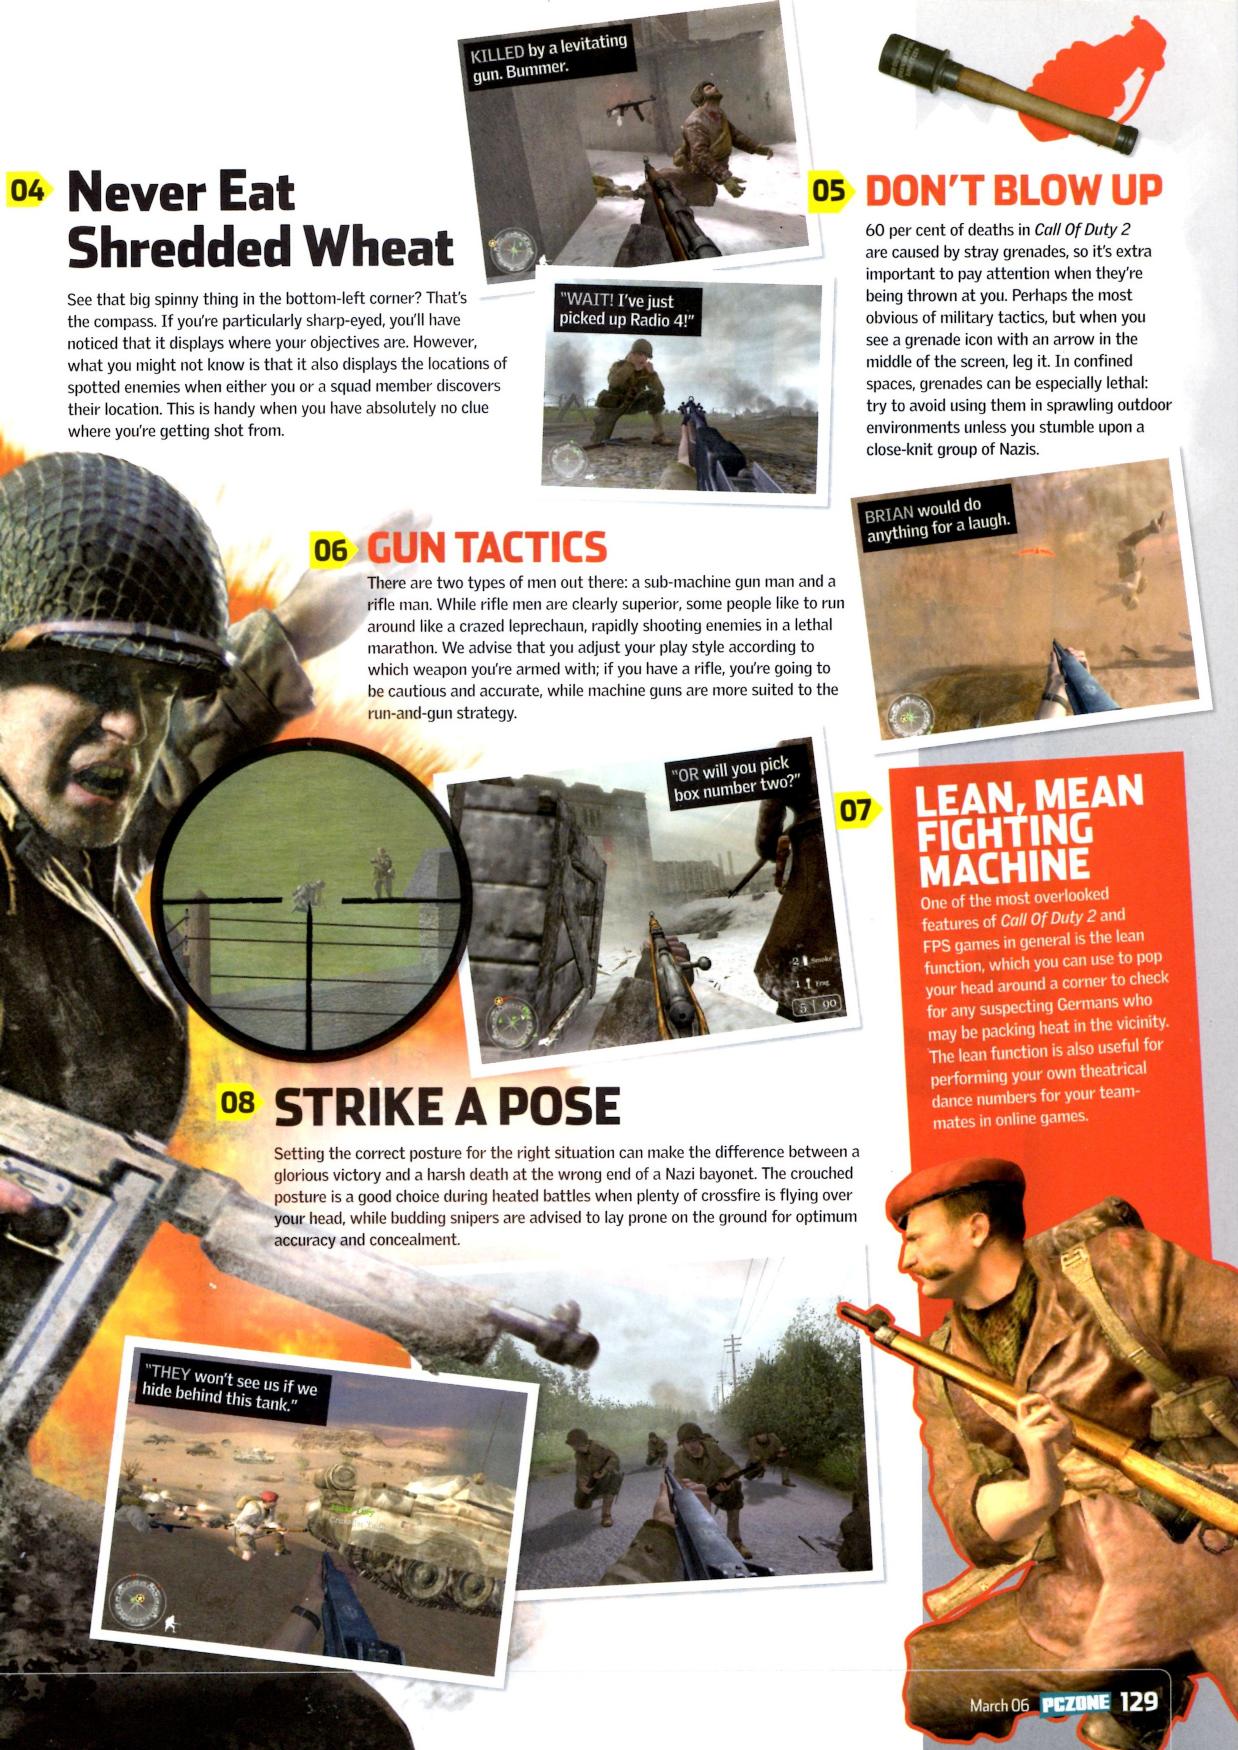 KILLED by a levitating
gun. Bummer.
04
Never Eat
Shredded Wheat
See that big spinny thing in the bottom-left corner? That's
the compass. If you're particularly sharp-eyed, you'll have
noticed that it displays where your objectives are. However,
what you might not know is that it also displays the locations of
spotted enemies when either you or a squad member discovers
their location. This is handy when you have absolutely no clue
where you're getting shot from.
"WAIT! I've just
picked up Radio 4!"
05
DON'T BLOW UP
60 per cent of deaths in Call Of Duty 2
are caused by stray grenades, so it's extra
important to pay attention when they're
being thrown at you. Perhaps the most
obvious of military tactics, but when you
see a grenade icon with an arrow in the
middle of the screen, leg it. In confined
spaces, grenades can be especially lethal:
try to avoid using them in sprawling outdoor
environments unless you stumble upon a
close-knit group of Nazis.
BRIAN would do
anything for a laugh.
06
GUN TACTICS
There are two types of men out there: a sub-machine gun man and a
rifle man. While rifle men are clearly superior, some people like to run
around like a crazed leprechaun, rapidly shooting enemies in a lethal
marathon. We advise that you adjust your play style according to
which weapon you're armed with; if you have a rifle, you're going to
be cautious and accurate, while machine guns are more suited to the
run-and-gun strategy.
"OR will you pick
box number two?"
2 Smoke
1 Frag
5 | 90
07
LEAN, MEAN
FIGHTING
MACHINE
One of the most overlooked
features of Call Of Duty 2 and
FPS games in general is the lean
function, which you can use to pop
your head around a corner to check
for any suspecting Germans who
may be packing heat in the vicinity.
The lean function is also useful for
performing your own theatrical
dance numbers for your team-
mates in online games.
08
STRIKE A POSE
Setting the correct posture for the right situation can make the difference between a
glorious victory and a harsh death at the wrong end of a Nazi bayonet. The crouched
posture is a good choice during heated battles when plenty of crossfire is flying over
your head, while budding snipers are advised to lay prone on the ground for optimum
accuracy and concealment.
"THEY won't see us if we
hide behind this tank."
March 06 PCZONE 129